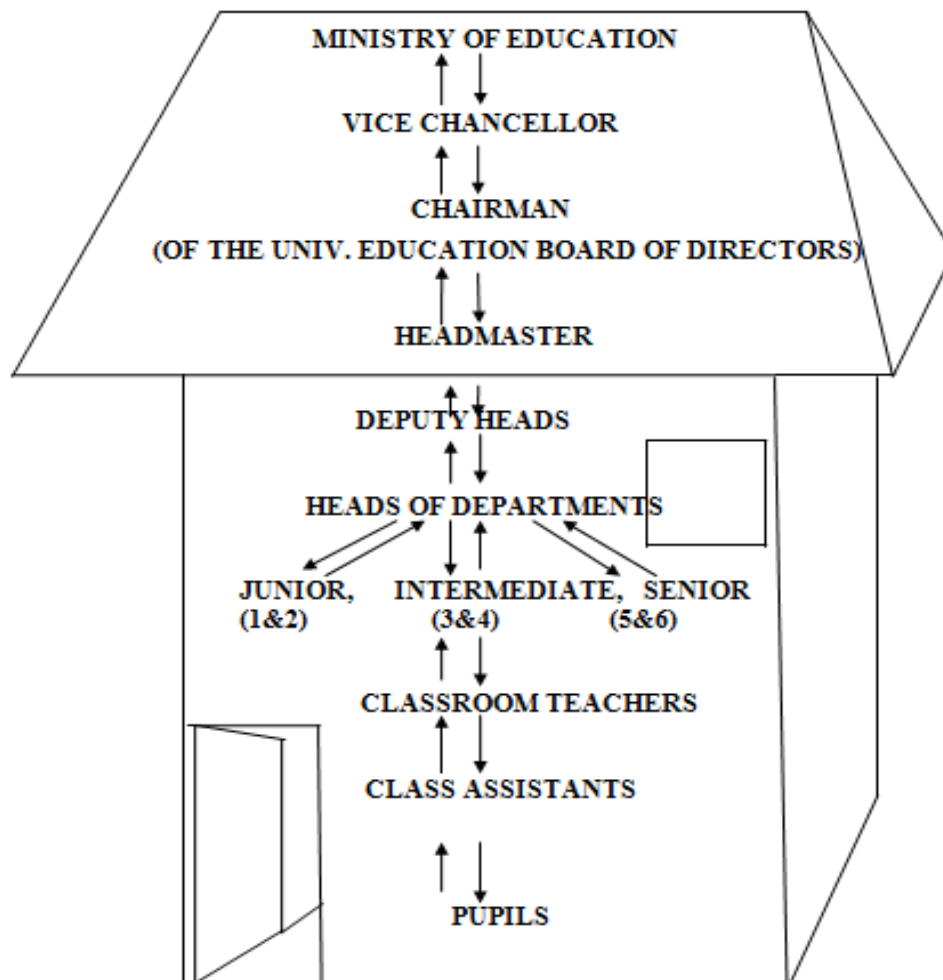 MINISTRY OF EDUCATION
VICE CHANCELLOR
CHAIRMAN
(OF THE UNIV. EDUCATION BOARD OF DIRECTORS)
HEADMASTER
DEPUTY HEADS
HEADS OF DEPARTMENTS
JUNIOR, INTERMEDIATE, SENIOR
(1&2) (3&4) (5&6)
CLASSROOM TEACHERS
CLASS ASSISTANTS
PUPILS